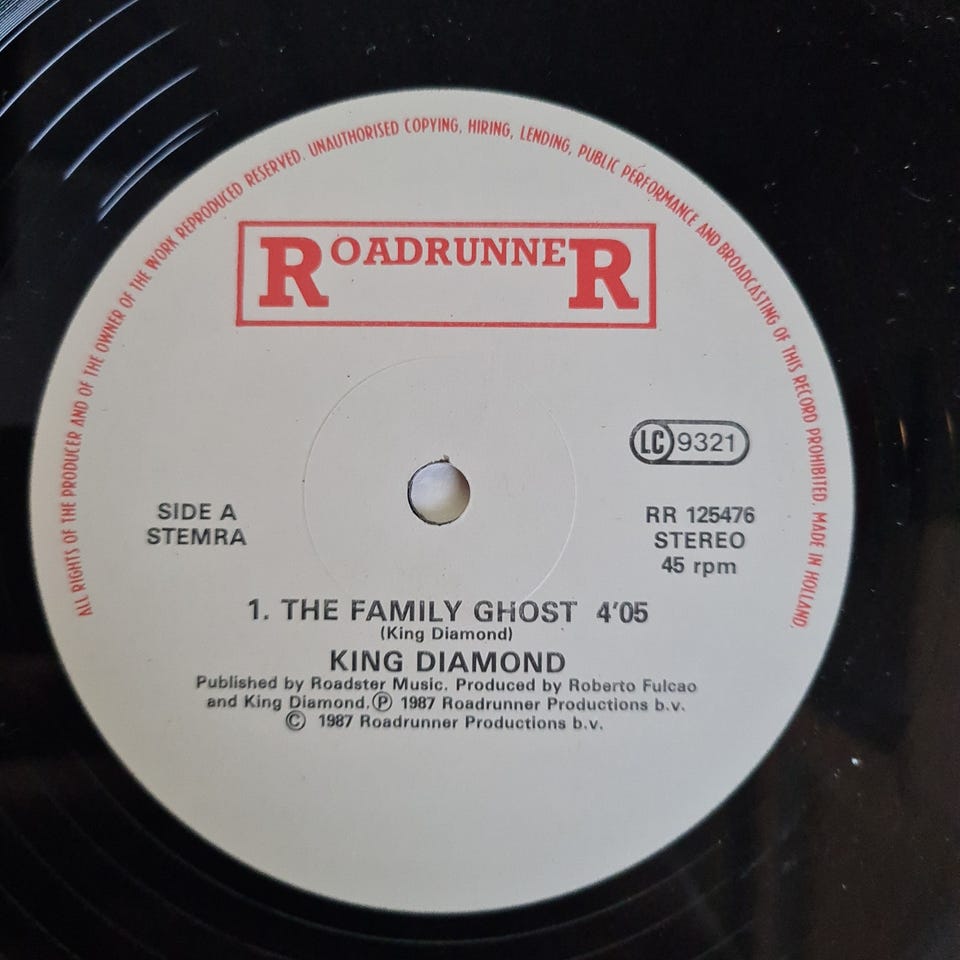 ALL RIGHTS OF THE PRODUCER AND OF THE OWNER OF THE WORK REPRODUCED RESERVED. UNAUTHORISED COPYING, HIRING, LENDING, PUBLIC PERFORMANCE AND BROADCASTING OF THIS RECORD PROHIBITED. MADE IN HOLLAND.
ROADRUNNER
LC 9321
SIDE A
STEMRA
RR 125476
STEREO
45 rpm
1. THE FAMILY GHOST 4'05
(King Diamond)
KING DIAMOND
Published by Roadster Music. Produced by Roberto Fulcao
and King Diamond. Ⓟ 1987 Roadrunner Productions b.v.
© 1987 Roadrunner Productions b.v.